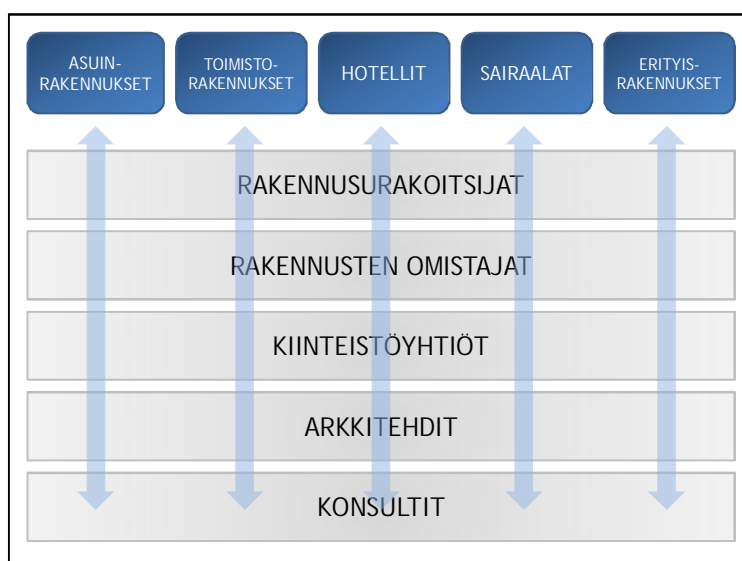 ASUIN-
RAKENNUKSET
TOIMISTO-
RAKENNUKSET
HOTELLIT
SAIRAALAT
ERITYIS-
RAKENNUKSET
RAKENNUSURAKOITSIJAT
RAKENNUSTEN OMISTAJAT
KIINTEISTÖYHTIÖT
ARKKITEHDIT
KONSULTIT